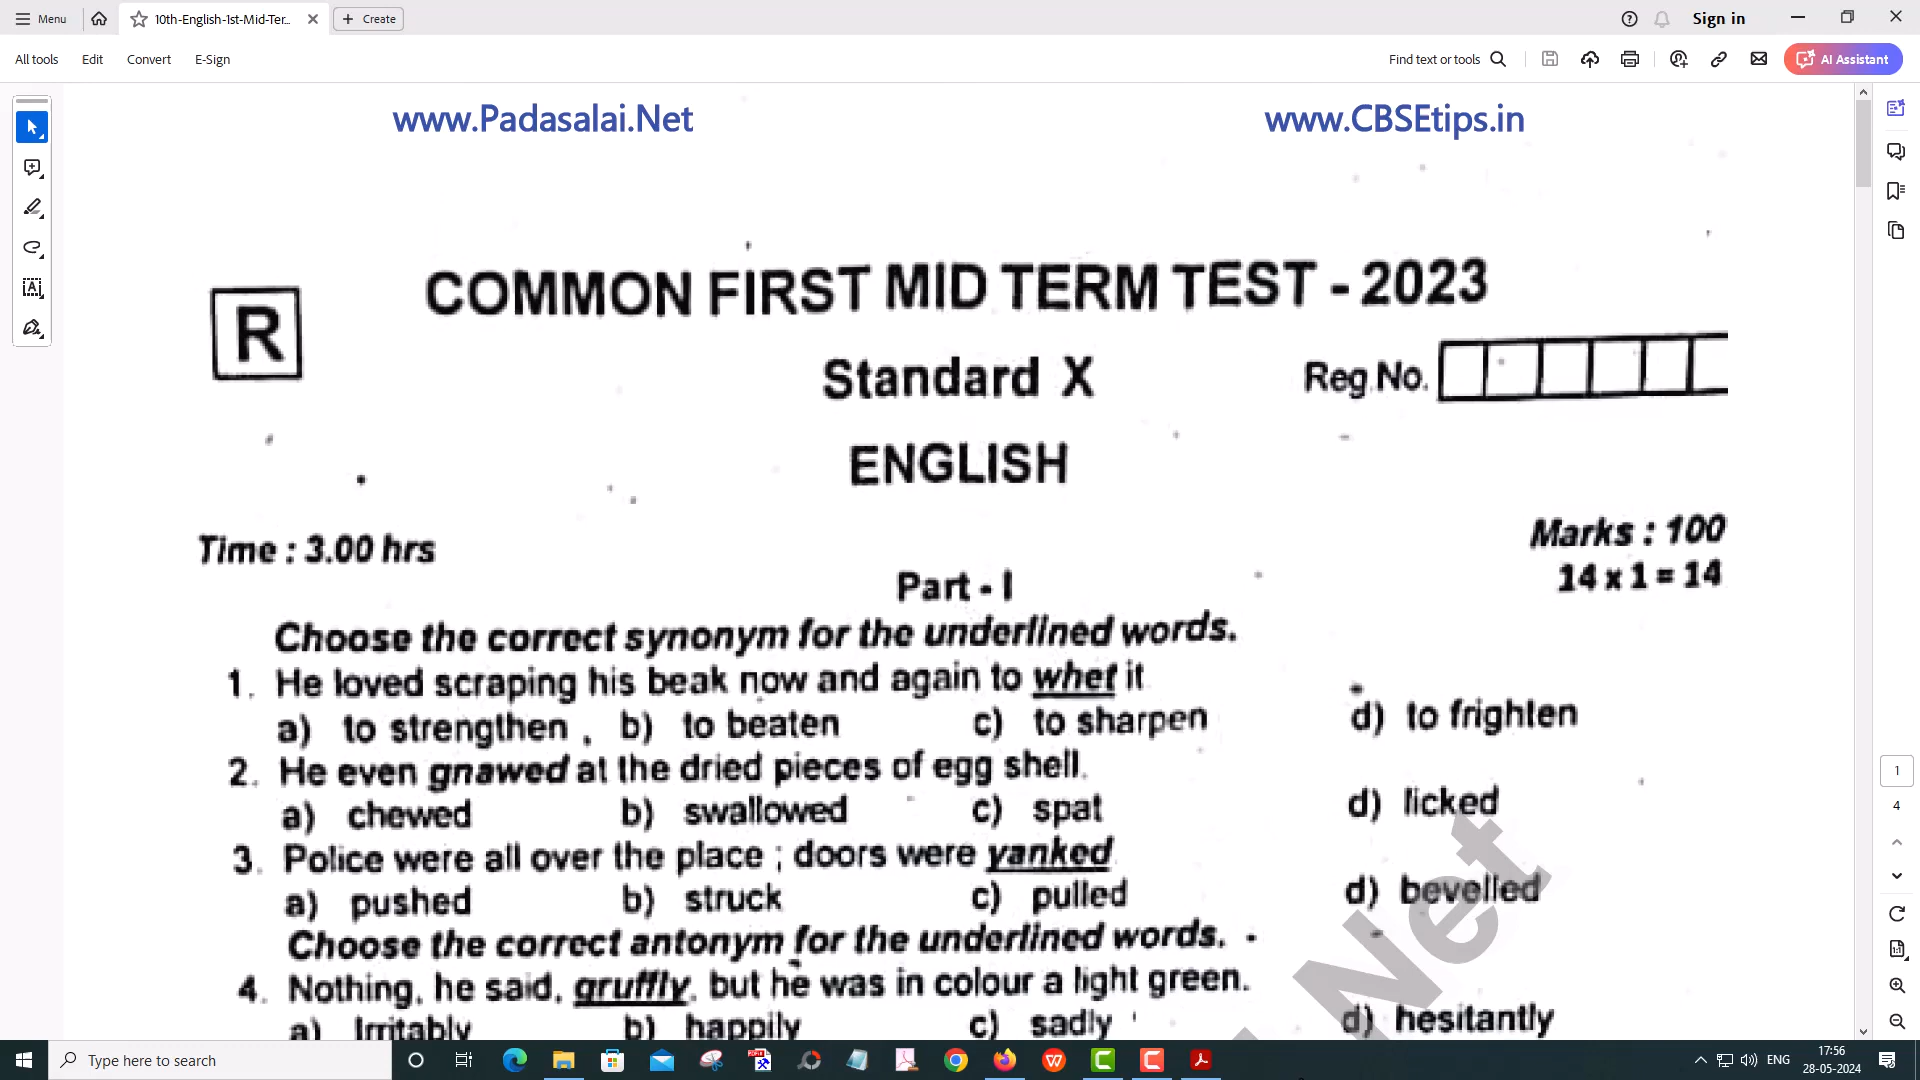 Menu
10th-English-1st-Mid-Ter...
Create
Sign in
All tools
Edit
Convert
E-Sign
Find text or tools
AI Assistant
www.Padasalai.Net
www.CBSEtips.in
COMMON FIRST MID TERM TEST - 2023
R
Standard X
Reg.No.
ENGLISH
Time : 3.00 hrs
Marks : 100
Part - I
14 x 1 = 14
Choose the correct synonym for the underlined words.
1. He loved scraping his beak now and again to whet it
a) to strengthen , b) to beaten c) to sharpen d) to frighten
2. He even gnawed at the dried pieces of egg shell.
a) chewed b) swallowed c) spat d) licked
3. Police were all over the place ; doors were yanked
a) pushed b) struck c) pulled d) bevelled
Choose the correct antonym for the underlined words.
4. Nothing, he said, gruffly, but he was in colour a light green.
a) Irritably b) happily c) sadly d) hesitantly
Net
1
4
Type here to search
ENG
17:56
28-05-2024